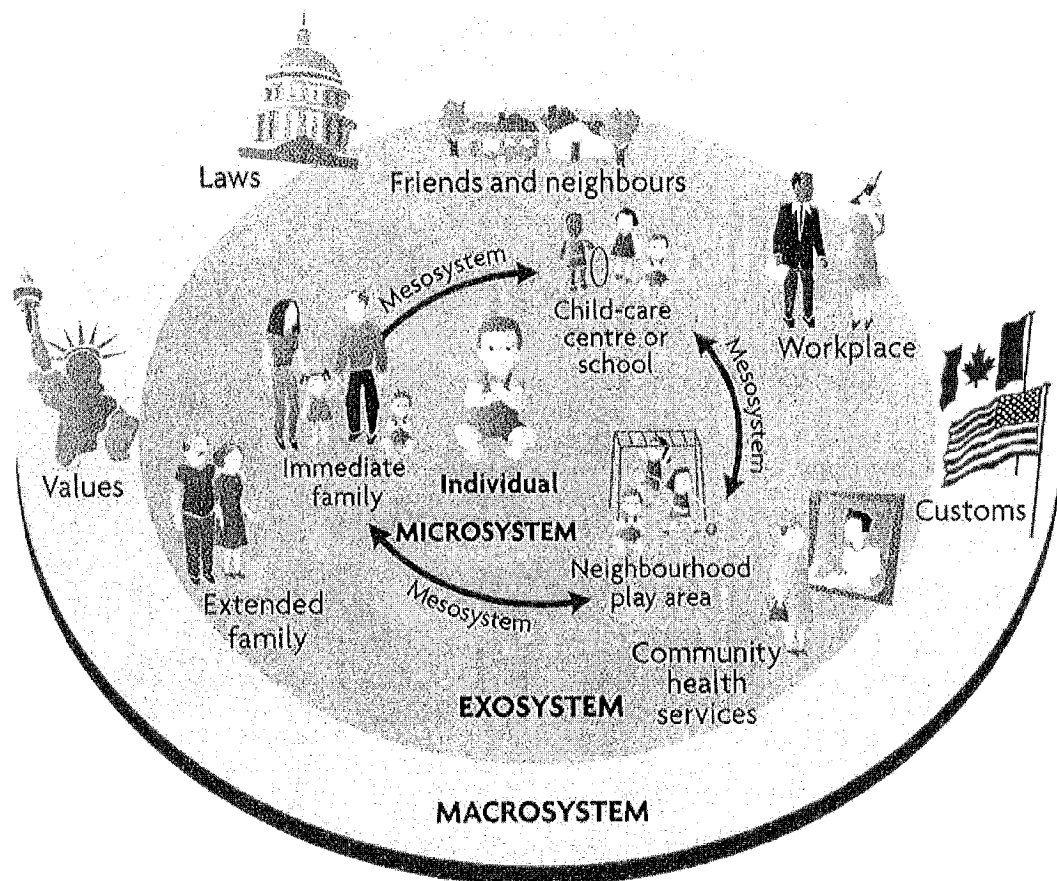 Laws
Friends and neighbours
Mesosystem
Child-care
centre or
school
Workplace
Mesosystem
Values
Immediate
family
Individual
Customs
MICROSYSTEM
Extended
family
Mesosystem
Neighbourhood
play area
Community
health
services
EXOSYSTEM
MACROSYSTEM